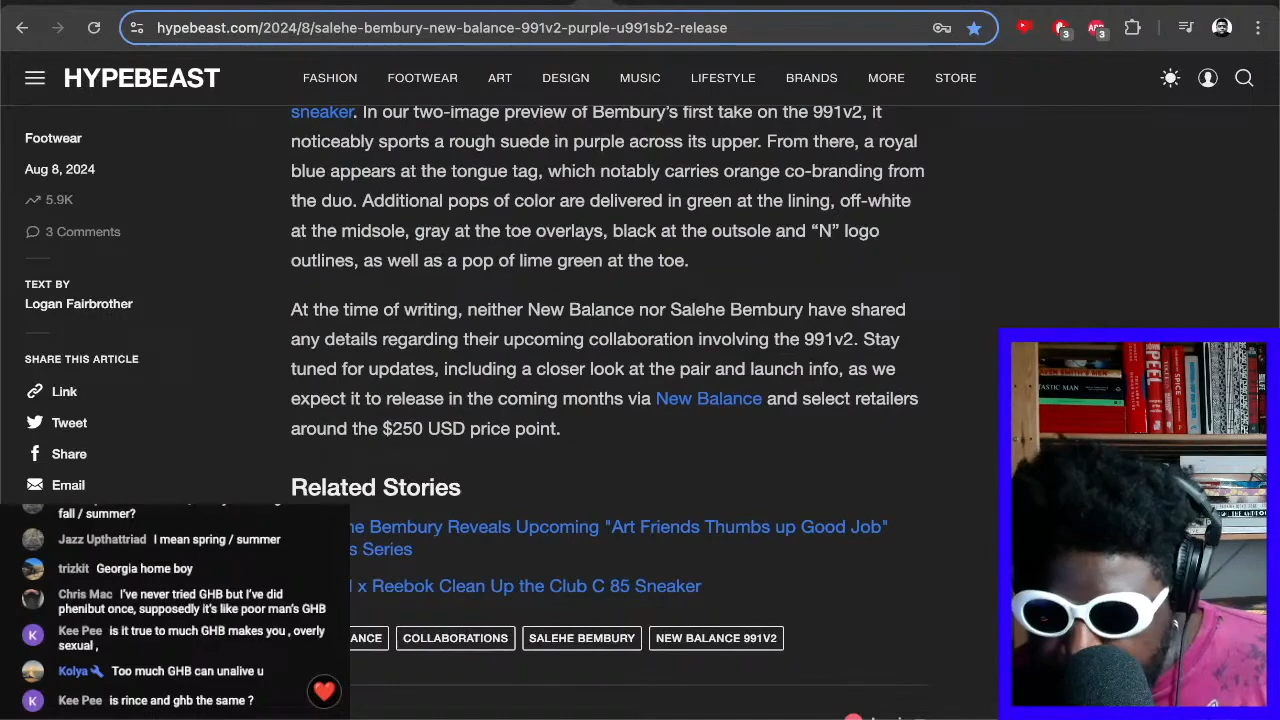 hypebeast.com/2024/8/salehe-bembury-new-balance-991v2-purple-u991sb2-release
3
3
HYPEBEAST
FASHION FOOTWEAR ART DESIGN MUSIC LIFESTYLE BRANDS MORE STORE
Footwear
Aug 8, 2024
5.9K
3 Comments
TEXT BY
Logan Fairbrother
SHARE THIS ARTICLE
Link
Tweet
Share
Email
sneaker. In our two-image preview of Bembury's first take on the 991v2, it
noticeably sports a rough suede in purple across its upper. From there, a royal
blue appears at the tongue tag, which notably carries orange co-branding from
the duo. Additional pops of color are delivered in green at the lining, off-white
at the midsole, gray at the toe overlays, black at the outsole and “N” logo
outlines, as well as a pop of lime green at the toe.
At the time of writing, neither New Balance nor Salehe Bembury have shared
any details regarding their upcoming collaboration involving the 991v2. Stay
tuned for updates, including a closer look at the pair and launch info, as we
expect it to release in the coming months via New Balance and select retailers
around the $250 USD price point.
Related Stories
he Bembury Reveals Upcoming "Art Friends Thumbs up Good Job"
s Series
l x Reebok Clean Up the Club C 85 Sneaker
ANCE COLLABORATIONS SALEHE BEMBURY NEW BALANCE 991V2
fall / summer?
Jazz Upthattriad I mean spring / summer
trizkit Georgia home boy
Chris Mac I've never tried GHB but I've did
phenibut once, supposedly it's like poor man's GHB
K Kee Pee is it true to much GHB makes you , overly
sexual ,
Kolya Too much GHB can unalive u
K Kee Pee is rince and ghb the same ?
PEEL
SPICE
TASTIC MAN